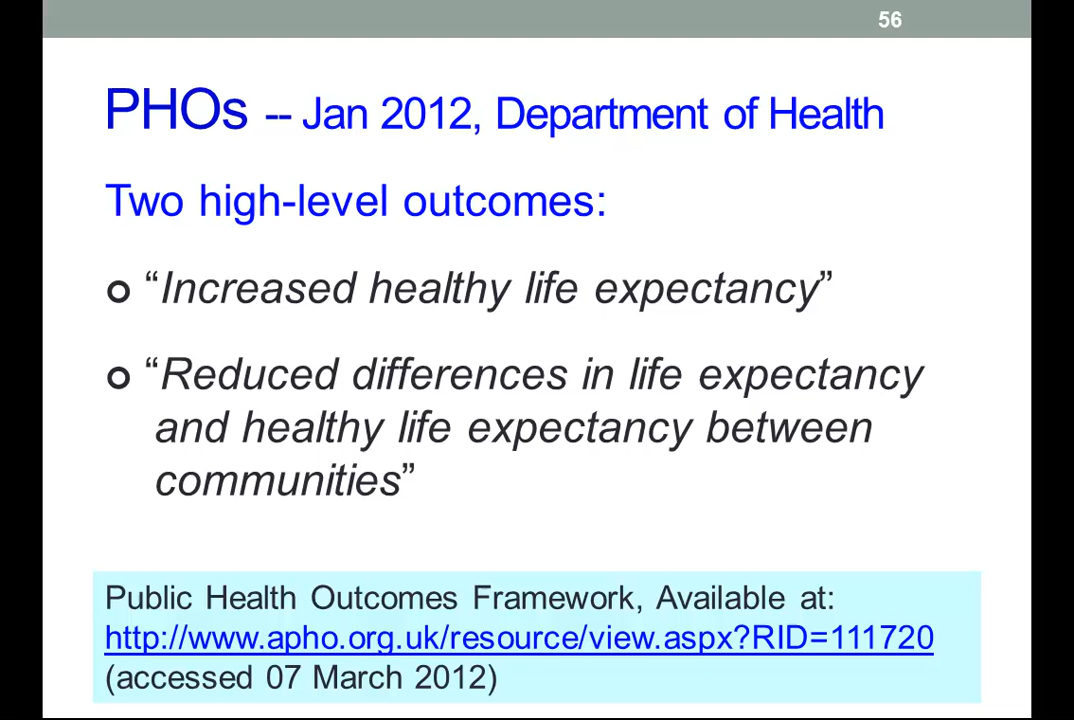 56
PHOs -- Jan 2012, Department of Health
Two high-level outcomes:
“Increased healthy life expectancy”
“Reduced differences in life expectancy
and healthy life expectancy between
communities”
Public Health Outcomes Framework, Available at:
http://www.apho.org.uk/resource/view.aspx?RID=111720
(accessed 07 March 2012)